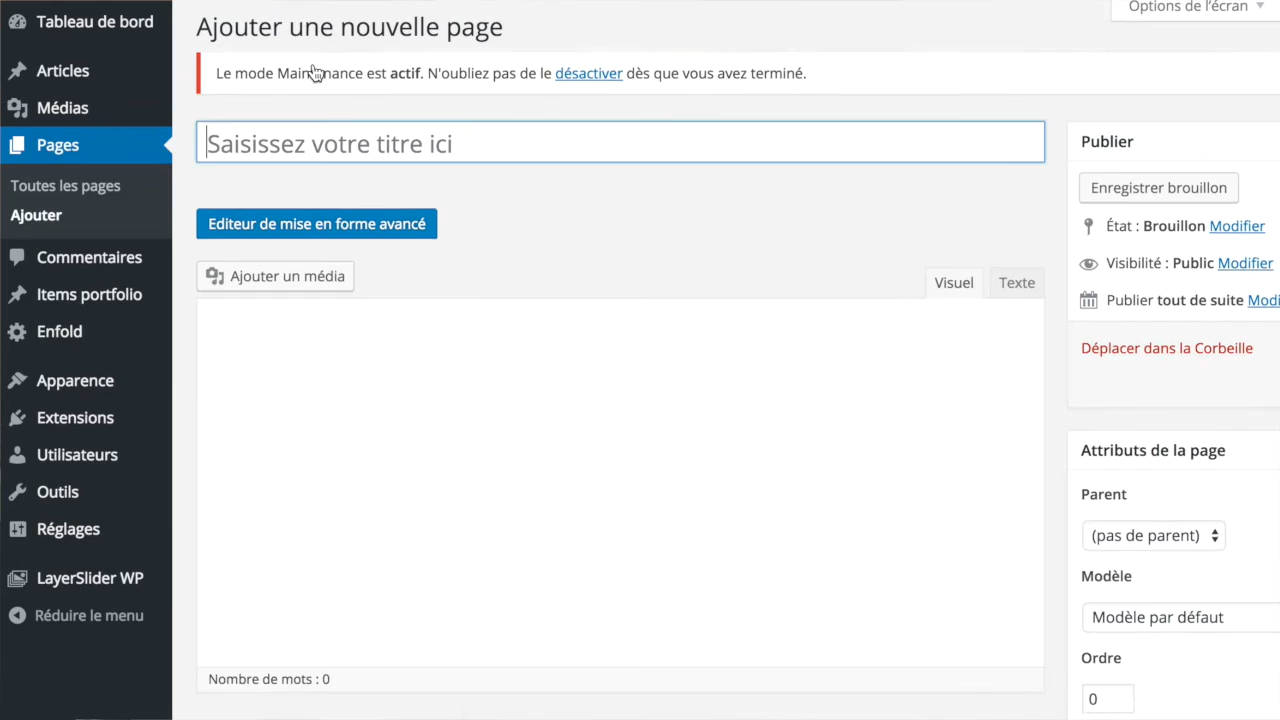 Tableau de bord
Articles
Médias
Pages
Toutes les pages
Ajouter
Commentaires
Items portfolio
Enfold
Apparence
Extensions
Utilisateurs
Outils
Réglages
LayerSlider WP
Réduire le menu
Options de l'écran
Ajouter une nouvelle page
Le mode Maintenance est actif. N'oubliez pas de le désactiver dès que vous avez terminé.
Saisissez votre titre ici
Editeur de mise en forme avancé
Ajouter un média
Visuel
Texte
Nombre de mots : 0
Publier
Enregistrer brouillon
État : Brouillon Modifier
Visibilité : Public Modifier
Publier tout de suite Modi
Déplacer dans la Corbeille
Attributs de la page
Parent
(pas de parent)
Modèle
Modèle par défaut
Ordre
0